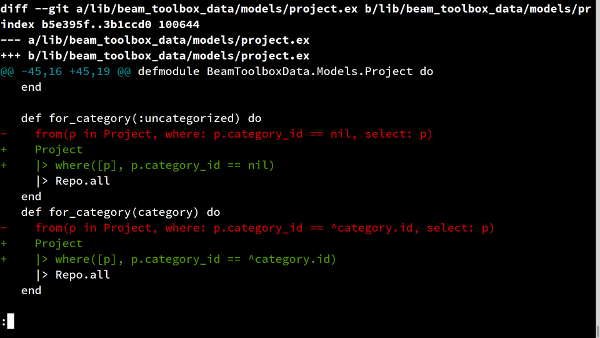 diff --git a/lib/beam_toolbox_data/models/project.ex b/lib/beam_toolbox_data/models/pr
index b5e395f..3b1ccd0 100644
--- a/lib/beam_toolbox_data/models/project.ex
+++ b/lib/beam_toolbox_data/models/project.ex
@@ -45,16 +45,19 @@ defmodule BeamToolboxData.Models.Project do
   end

   def for_category(:uncategorized) do
-    from(p in Project, where: p.category_id == nil, select: p)
+    Project
+    |> where([p], p.category_id == nil)
     |> Repo.all
   end
   def for_category(category) do
-    from(p in Project, where: p.category_id == ^category.id, select: p)
+    Project
+    |> where([p], p.category_id == ^category.id)
     |> Repo.all
   end

: